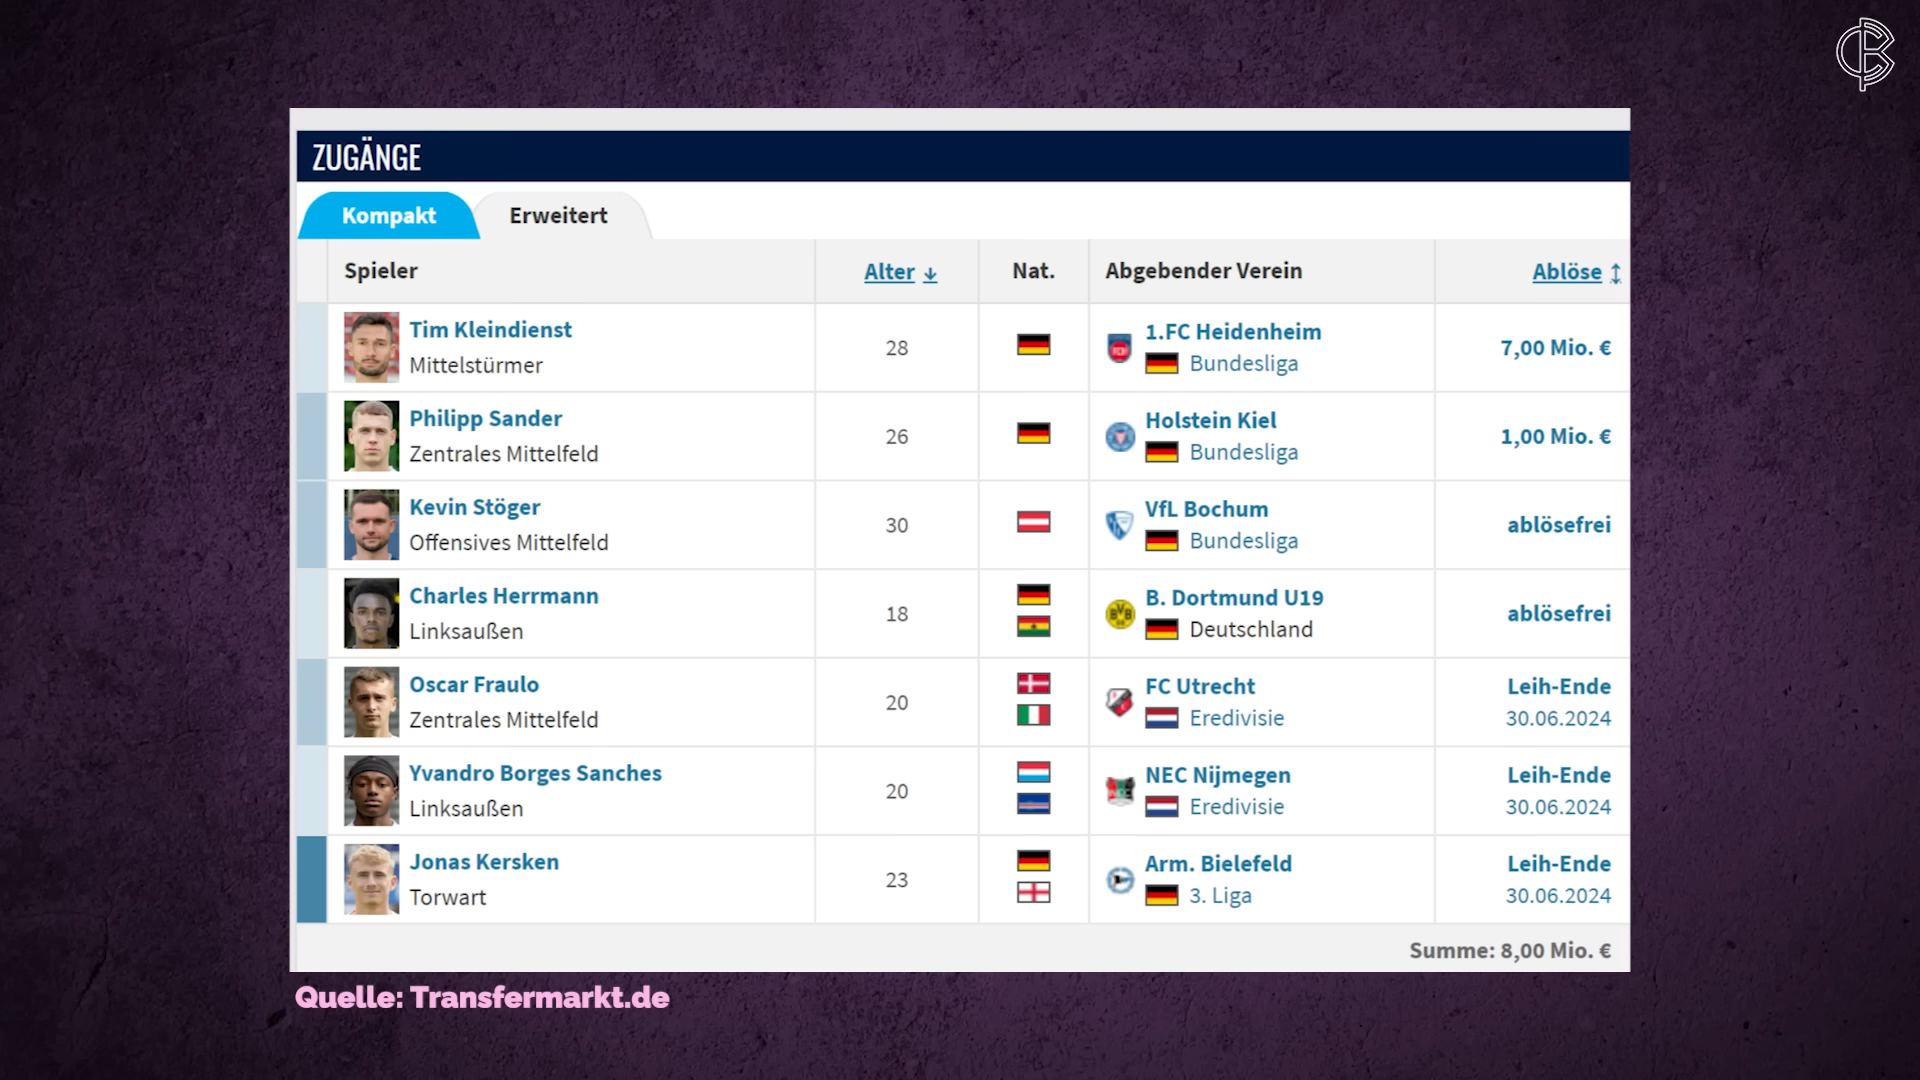 ZUGÄNGE
Kompakt Erweitert
Spieler Alter Nat. Abgebender Verein Ablöse
Tim Kleindienst
Mittelstürmer
28
1.FC Heidenheim
Bundesliga
7,00 Mio. €
Philipp Sander
Zentrales Mittelfeld
26
Holstein Kiel
Bundesliga
1,00 Mio. €
Kevin Stöger
Offensives Mittelfeld
30
VfL Bochum
Bundesliga
ablösefrei
Charles Herrmann
Linksaußen
18
B. Dortmund U19
Deutschland
ablösefrei
Oscar Fraulo
Zentrales Mittelfeld
20
FC Utrecht
Eredivisie
Leih-Ende
30.06.2024
Yvandro Borges Sanches
Linksaußen
20
NEC Nijmegen
Eredivisie
Leih-Ende
30.06.2024
Jonas Kersken
Torwart
23
Arm. Bielefeld
3. Liga
Leih-Ende
30.06.2024
Summe: 8,00 Mio. €
Quelle: Transfermarkt.de